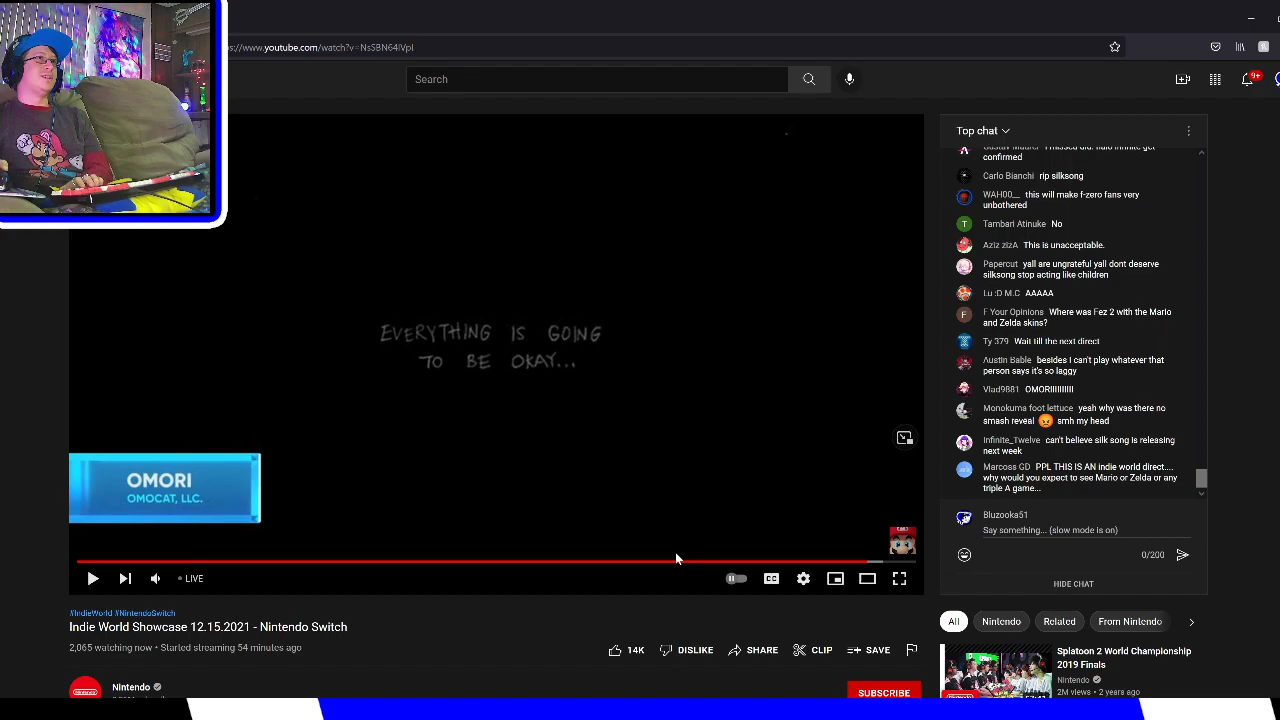 s://www.youtube.com/watch?v=NsSBN64IVpI
Search
9+
EVERYTHING IS GOING
TO BE OKAY...
OMORI
OMOCAT, LLC.
LIVE
#IndieWorld #NintendoSwitch
Indie World Showcase 12.15.2021 - Nintendo Switch
2,065 watching now • Started streaming 54 minutes ago
14K DISLIKE SHARE CLIP SAVE
Nintendo
Nintendo
SUBSCRIBE
Top chat
confirmed
Carlo Bianchi rip silksong
WAH00__ this will make f-zero fans very
unbothered
Tambari Atinuke No
Aziz zizA This is unacceptable.
Papercut yall are ungrateful yall dont deserve
silksong stop acting like children
Lu :D M.C AAAAA
F Your Opinions Where was Fez 2 with the Mario
and Zelda skins?
Ty 379 Wait till the next direct
Austin Bable besides I can't play whatever that
person says it's so laggy
Vlad9881 OMORIIIIIIIIII
Monokuma foot lettuce yeah why was there no
smash reveal 😡 smh my head
Infinite_Twelve can't believe silk song is releasing
next week
Marcoss GD PPL THIS IS AN indie world direct....
why would you expect to see Mario or Zelda or any
triple A game...
Bluzooka51
Say something... (slow mode is on)
0/200
HIDE CHAT
All Nintendo Related From Nintendo
Splatoon 2 World Championship
2019 Finals
Nintendo
2M views • 2 years ago